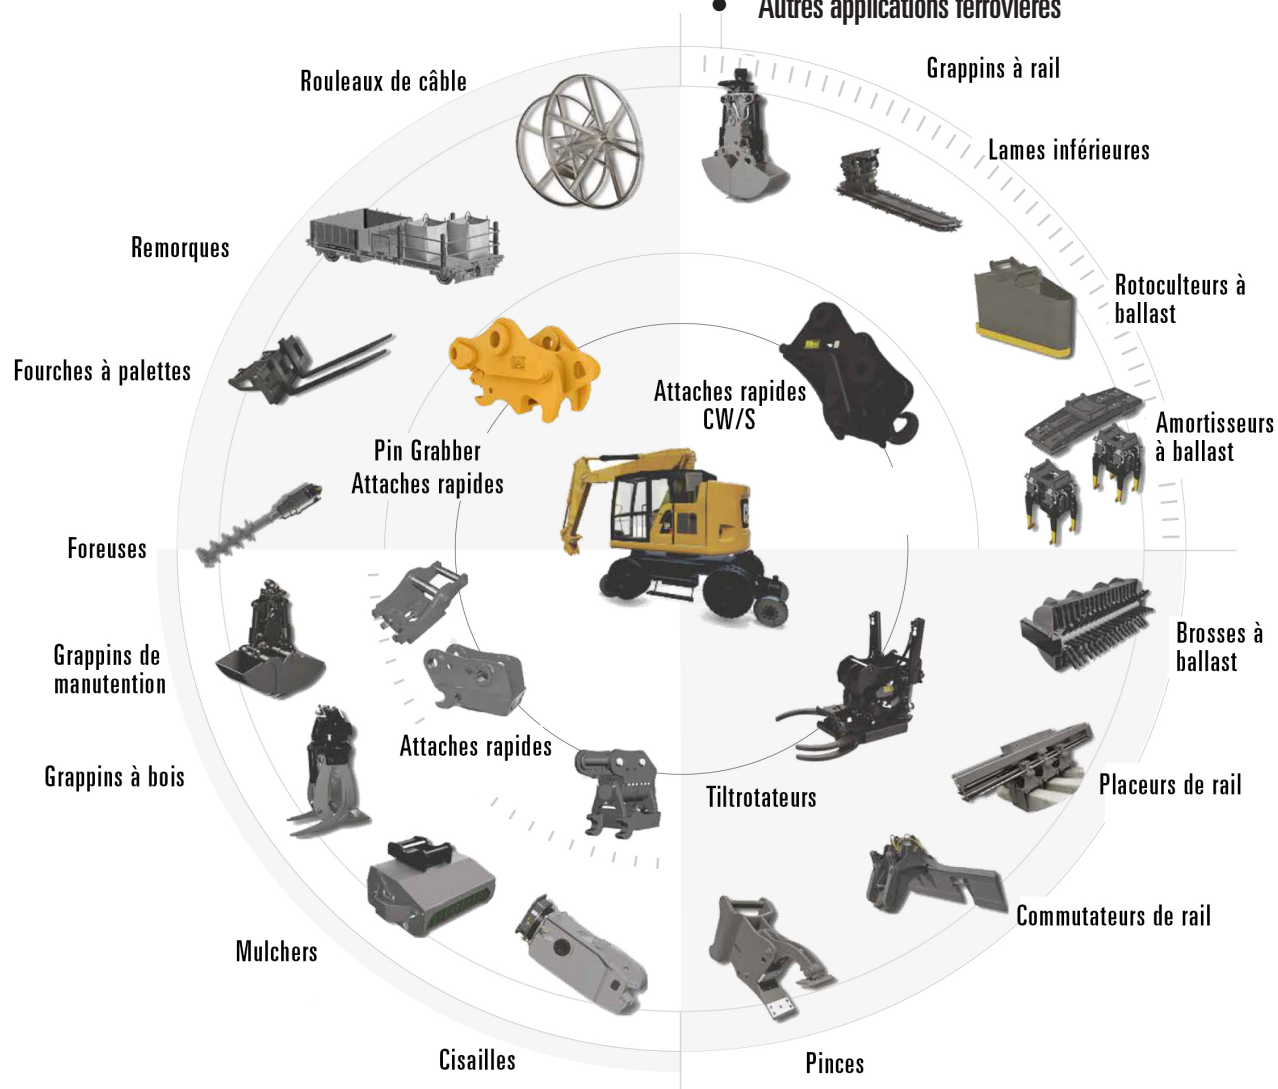 Autres applications ferrovières
Grappins à rail
Rouleaux de câble
Lames inférieures
Remorques
Rotoculteurs à
ballast
Fourches à palettes
Attaches rapides
CW/S
Amortisseurs
à ballast
Pin Grabber
Attaches rapides
Foreuses
Brosses à
ballast
Grappins de
manutention
Attaches rapides
Grappins à bois
Placeurs de rail
Tiltrotateurs
Commutateurs de rail
Mulchers
Cisailles
Pinces